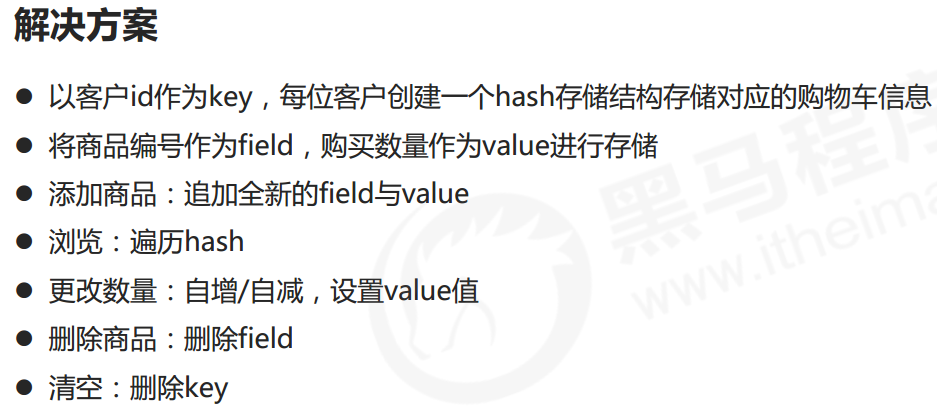 解决方案
● 以客户id作为key，每位客户创建一个hash存储结构存储对应的购物车信息
● 将商品编号作为field，购买数量作为value进行存储
● 添加商品：追加全新的field与value
● 浏览：遍历hash
● 更改数量：自增/自减，设置value值
● 删除商品：删除field
● 清空：删除key
黑马程序
www.itheima